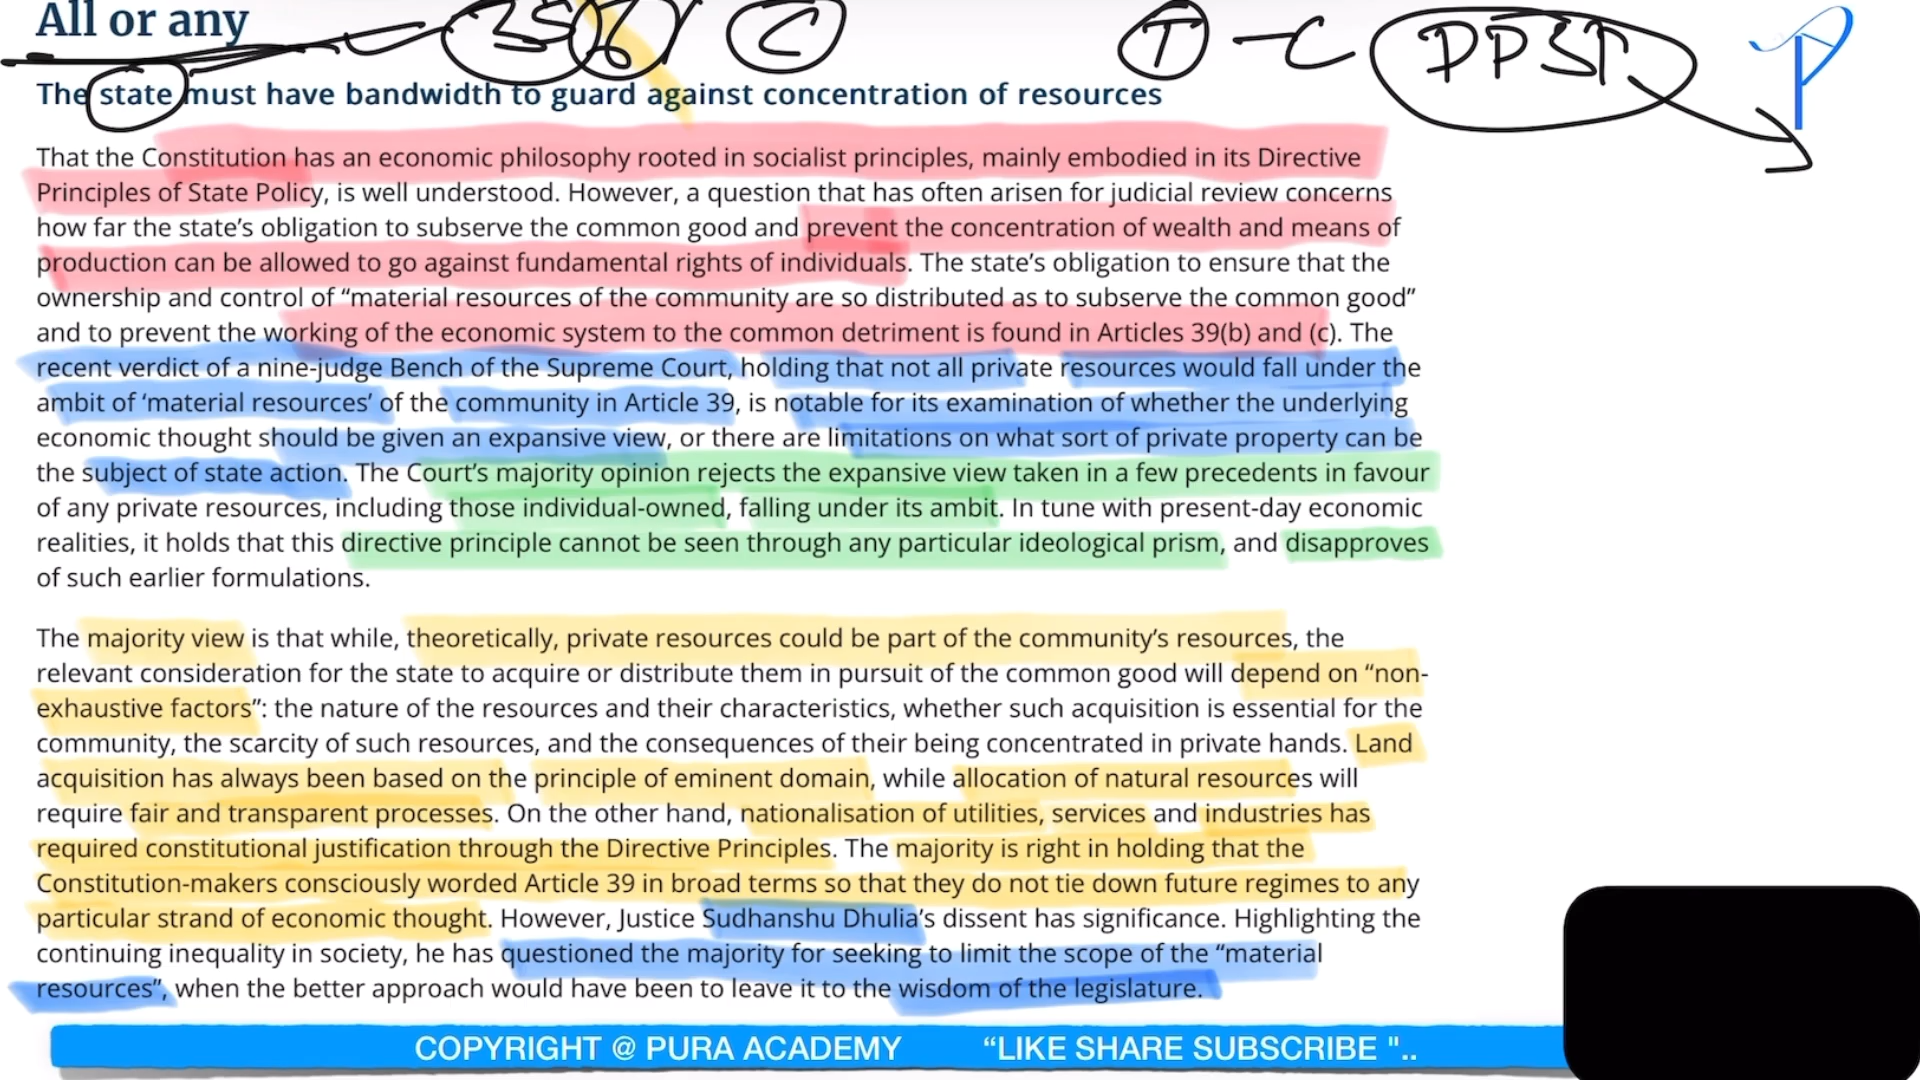 All or any
39 b c
T - C DPSP
The state must have bandwidth to guard against concentration of resources
That the Constitution has an economic philosophy rooted in socialist principles, mainly embodied in its Directive
Principles of State Policy, is well understood. However, a question that has often arisen for judicial review concerns
how far the state’s obligation to subserve the common good and prevent the concentration of wealth and means of
production can be allowed to go against fundamental rights of individuals. The state’s obligation to ensure that the
ownership and control of “material resources of the community are so distributed as to subserve the common good”
and to prevent the working of the economic system to the common detriment is found in Articles 39(b) and (c). The
recent verdict of a nine-judge Bench of the Supreme Court, holding that not all private resources would fall under the
ambit of ‘material resources’ of the community in Article 39, is notable for its examination of whether the underlying
economic thought should be given an expansive view, or there are limitations on what sort of private property can be
the subject of state action. The Court’s majority opinion rejects the expansive view taken in a few precedents in favour
of any private resources, including those individual-owned, falling under its ambit. In tune with present-day economic
realities, it holds that this directive principle cannot be seen through any particular ideological prism, and disapproves
of such earlier formulations.
The majority view is that while, theoretically, private resources could be part of the community’s resources, the
relevant consideration for the state to acquire or distribute them in pursuit of the common good will depend on “non-
exhaustive factors”: the nature of the resources and their characteristics, whether such acquisition is essential for the
community, the scarcity of such resources, and the consequences of their being concentrated in private hands. Land
acquisition has always been based on the principle of eminent domain, while allocation of natural resources will
require fair and transparent processes. On the other hand, nationalisation of utilities, services and industries has
required constitutional justification through the Directive Principles. The majority is right in holding that the
Constitution-makers consciously worded Article 39 in broad terms so that they do not tie down future regimes to any
particular strand of economic thought. However, Justice Sudhanshu Dhulia’s dissent has significance. Highlighting the
continuing inequality in society, he has questioned the majority for seeking to limit the scope of the “material
resources”, when the better approach would have been to leave it to the wisdom of the legislature.
COPYRIGHT @ PURA ACADEMY “LIKE SHARE SUBSCRIBE "..